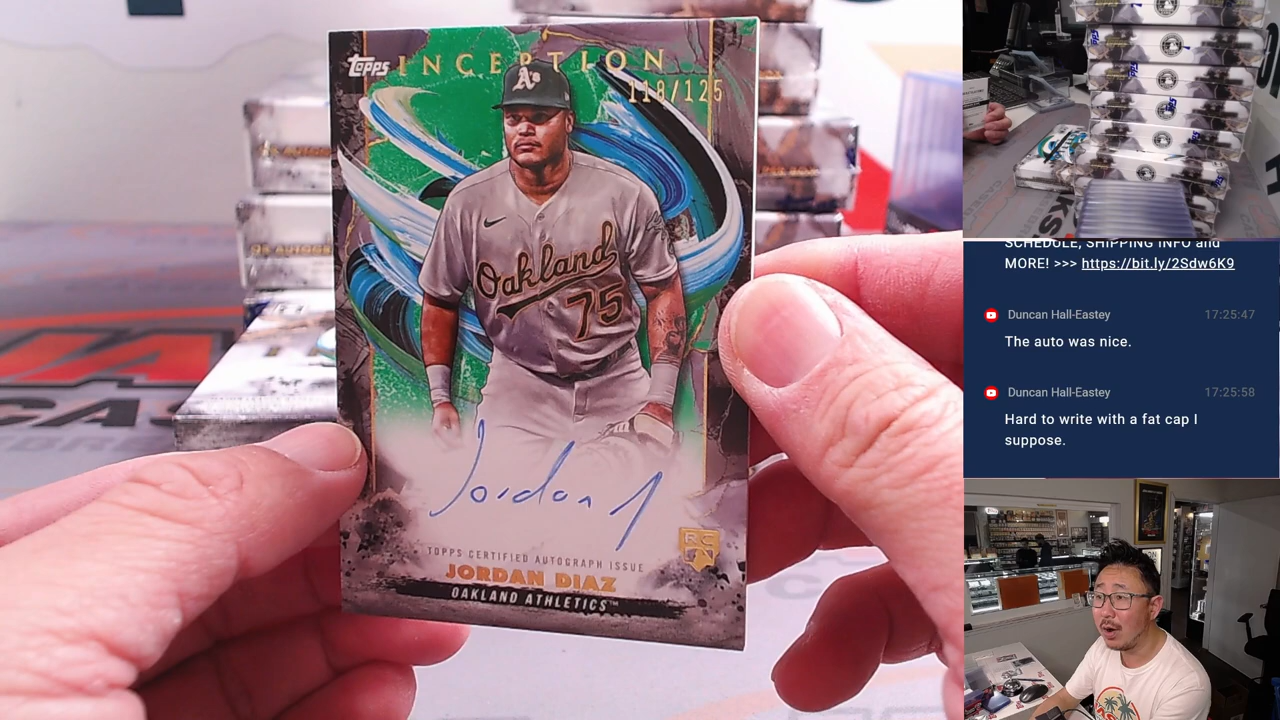 topps INCEPTION
118/125
A's
Oakland
75
Jordan
RC
TOPPS CERTIFIED AUTOGRAPH ISSUE
JORDAN DIAZ
OAKLAND ATHLETICS™
SCHEDULE, SHIPPING INFO and
MORE! >>> https://bit.ly/2Sdw6K9
Duncan Hall-Eastey 17:25:47
The auto was nice.
Duncan Hall-Eastey 17:25:58
Hard to write with a fat cap I
suppose.